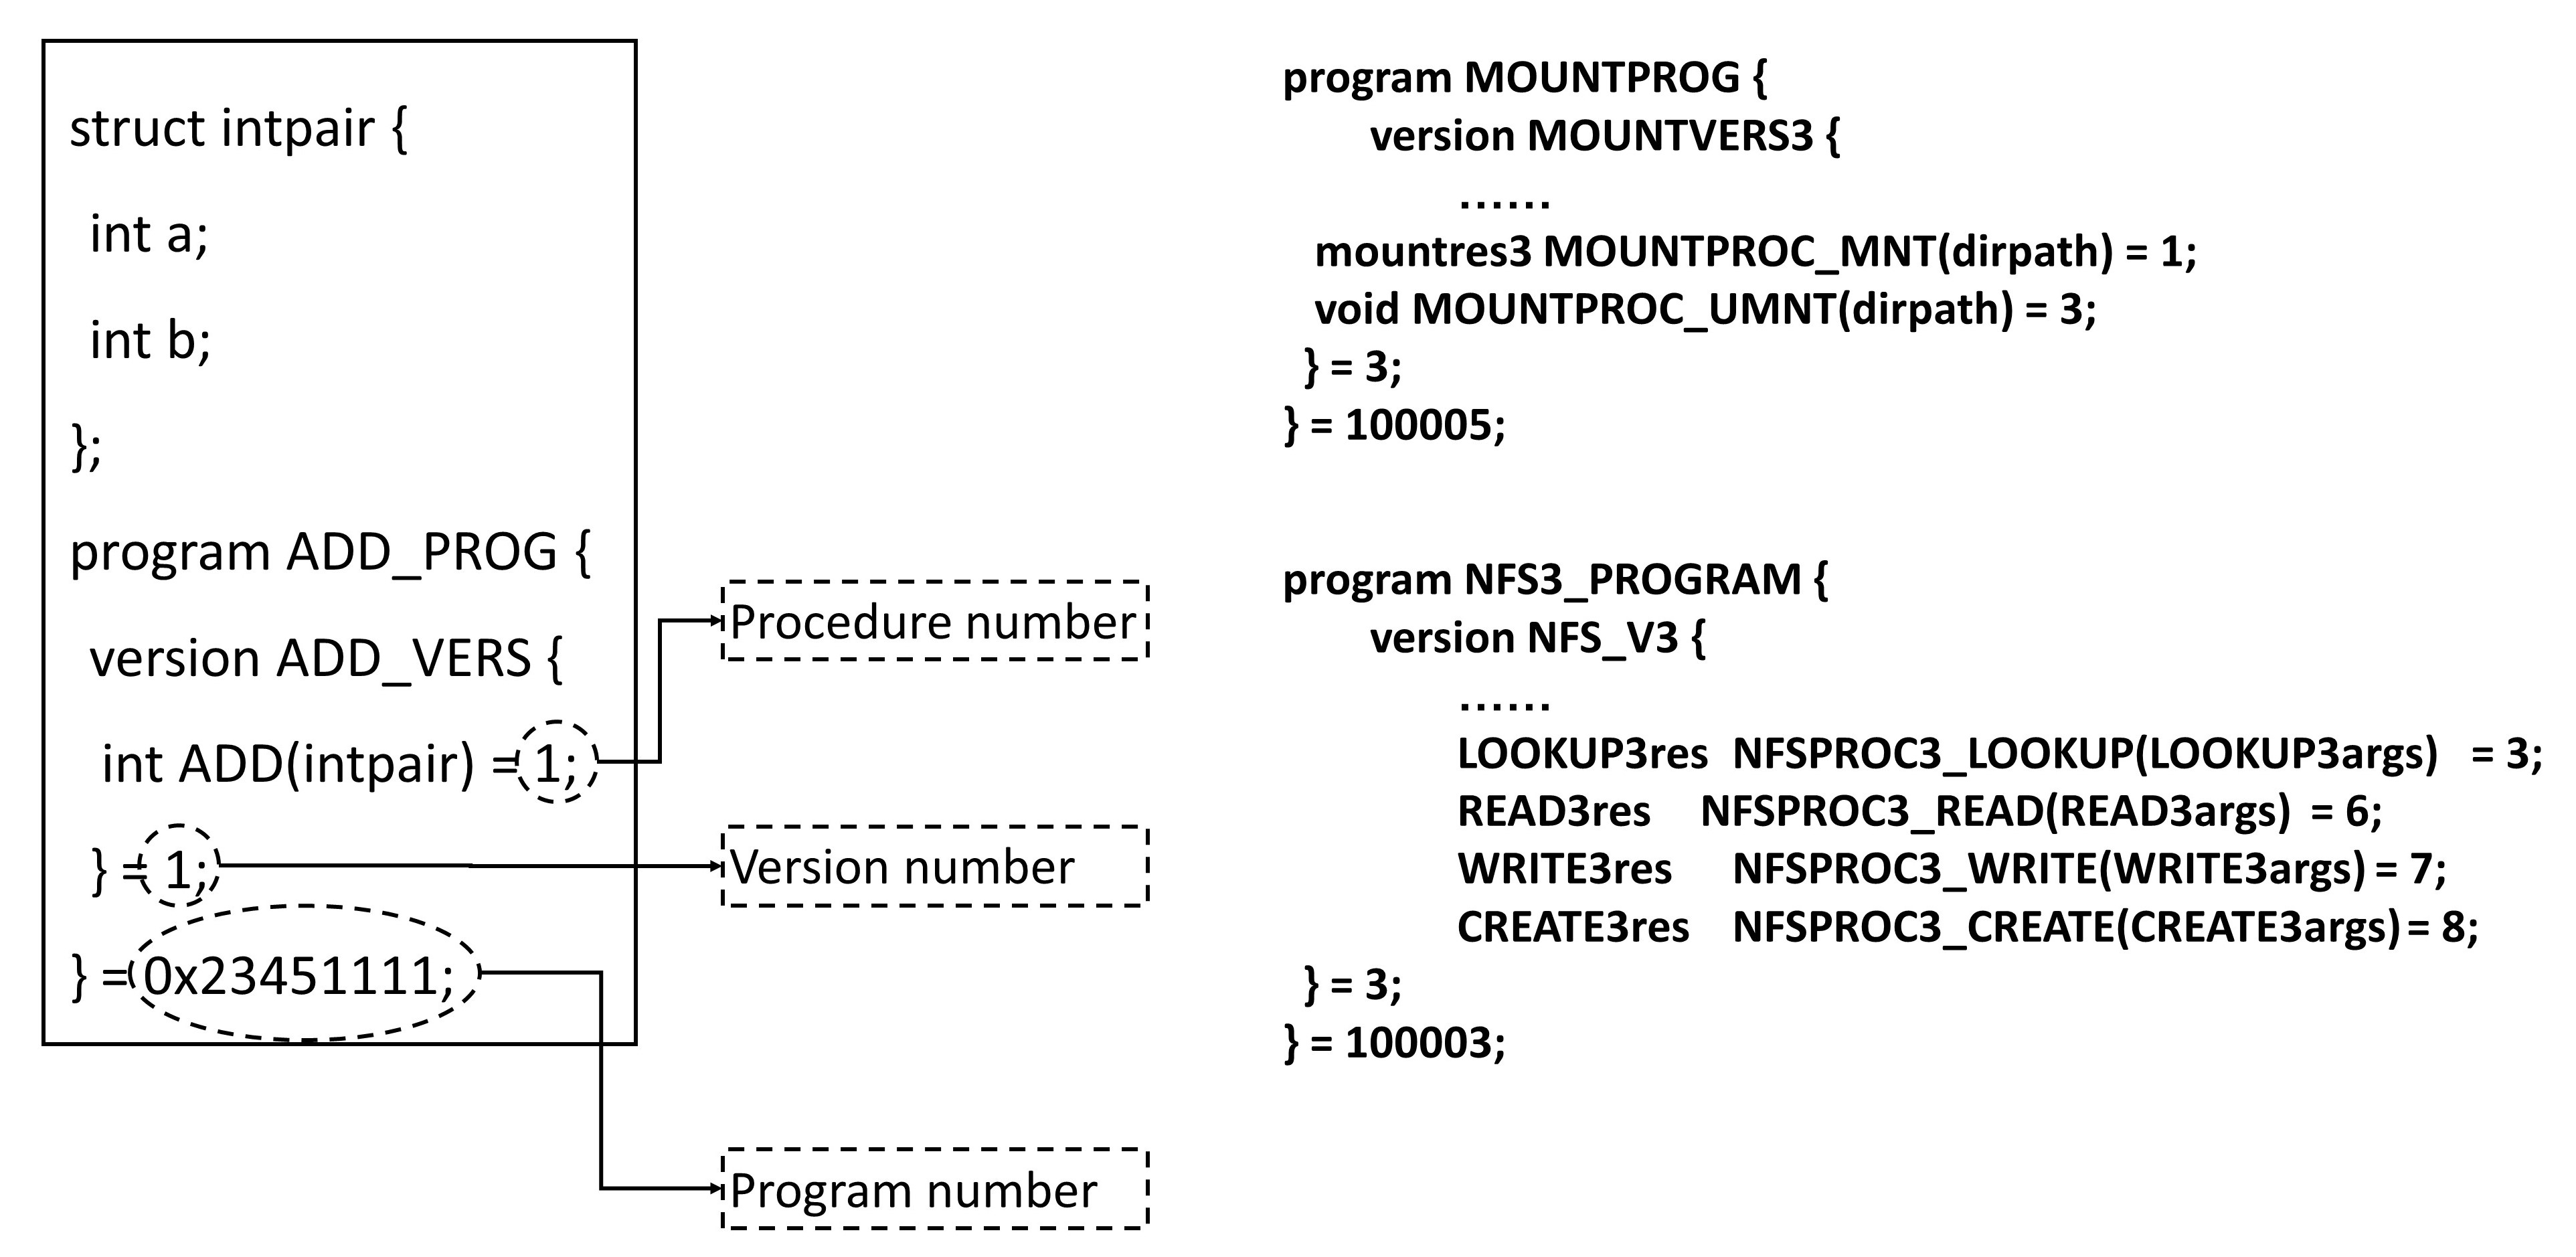 struct intpair {
int a;
int b;
};
program ADD_PROG {
version ADD_VERS {
int ADD(intpair) = 1;
} = 1;
} = 0x23451111;
Procedure number
Version number
Program number
program MOUNTPROG {
version MOUNTVERS3 {
......
mountres3 MOUNTPROC_MNT(dirpath) = 1;
void MOUNTPROC_UMNT(dirpath) = 3;
} = 3;
} = 100005;
program NFS3_PROGRAM {
version NFS_V3 {
......
LOOKUP3res NFSPROC3_LOOKUP(LOOKUP3args) = 3;
READ3res NFSPROC3_READ(READ3args) = 6;
WRITE3res NFSPROC3_WRITE(WRITE3args) = 7;
CREATE3res NFSPROC3_CREATE(CREATE3args) = 8;
} = 3;
} = 100003;